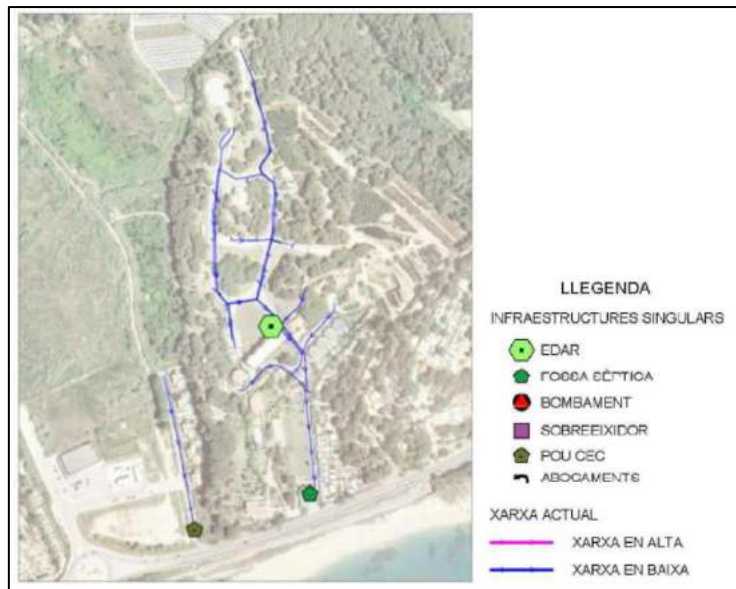 LLEGENDA
INFRAESTRUCTURES SINGULARS
EDAR
FOSSA SÈPTICA
BOMBAMENT
SOBREEIXIDOR
POU CEC
ABOCAMENTS
XARXA ACTUAL
XARXA EN ALTA
XARXA EN BAIXA